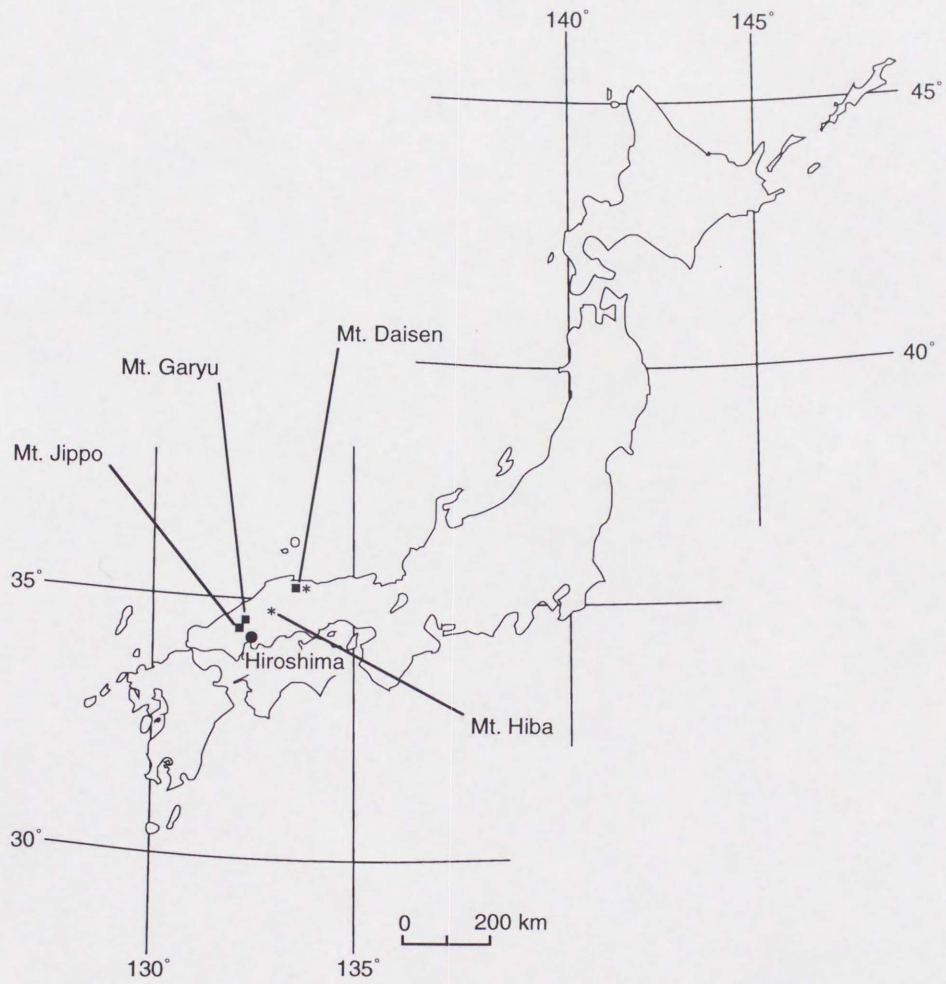 140° 145°
45°
Mt. Daisen
40°
Mt. Garyu
Mt. Jippo
35°
*
*
Hiroshima
Mt. Hiba
30°
0 200 km
130° 135°